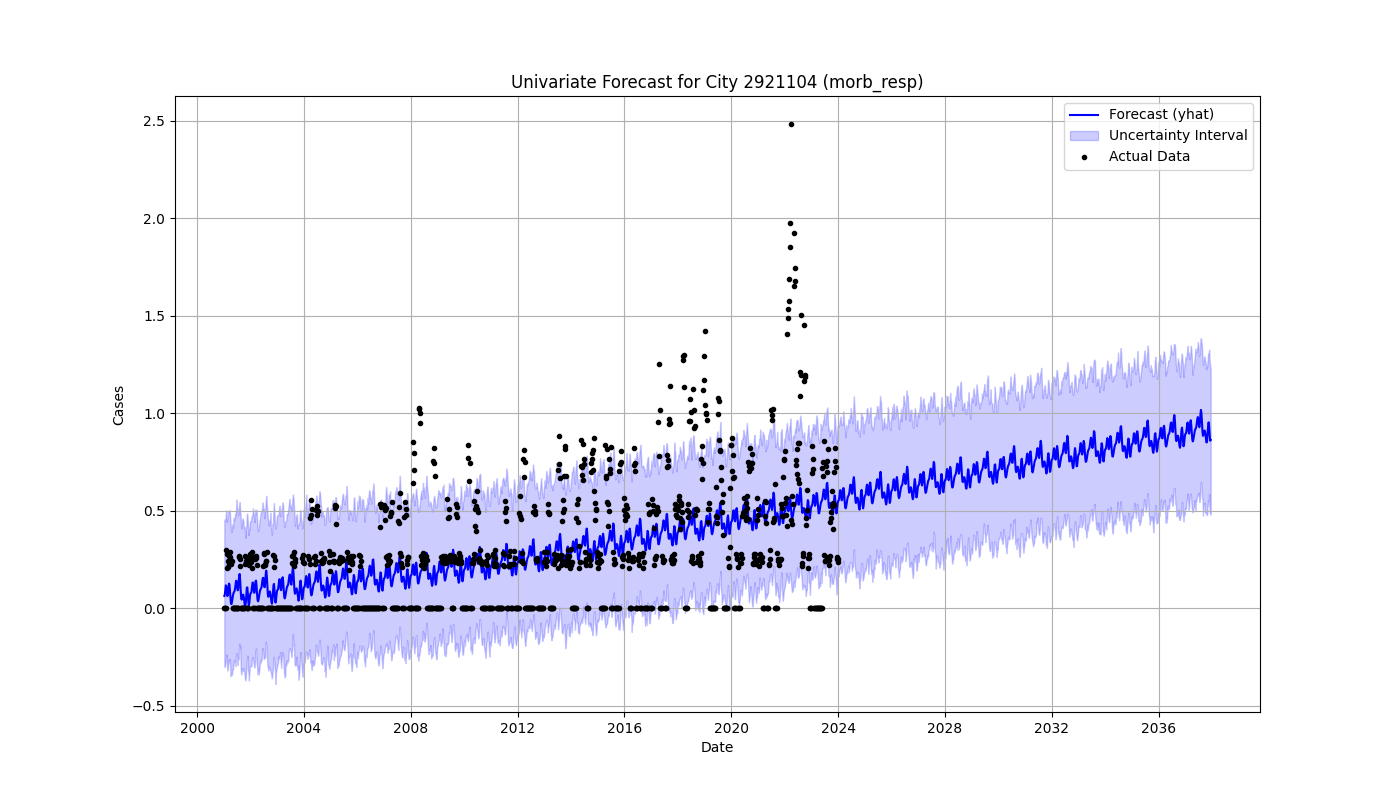 Univariate Forecast for City 2921104 (morb_resp)
Forecast (yhat)
Uncertainty Interval
Actual Data
Cases
2.5
2.0
1.5
1.0
0.5
0.0
−0.5
2000 2004 2008 2012 2016 2020 2024 2028 2032 2036
Date